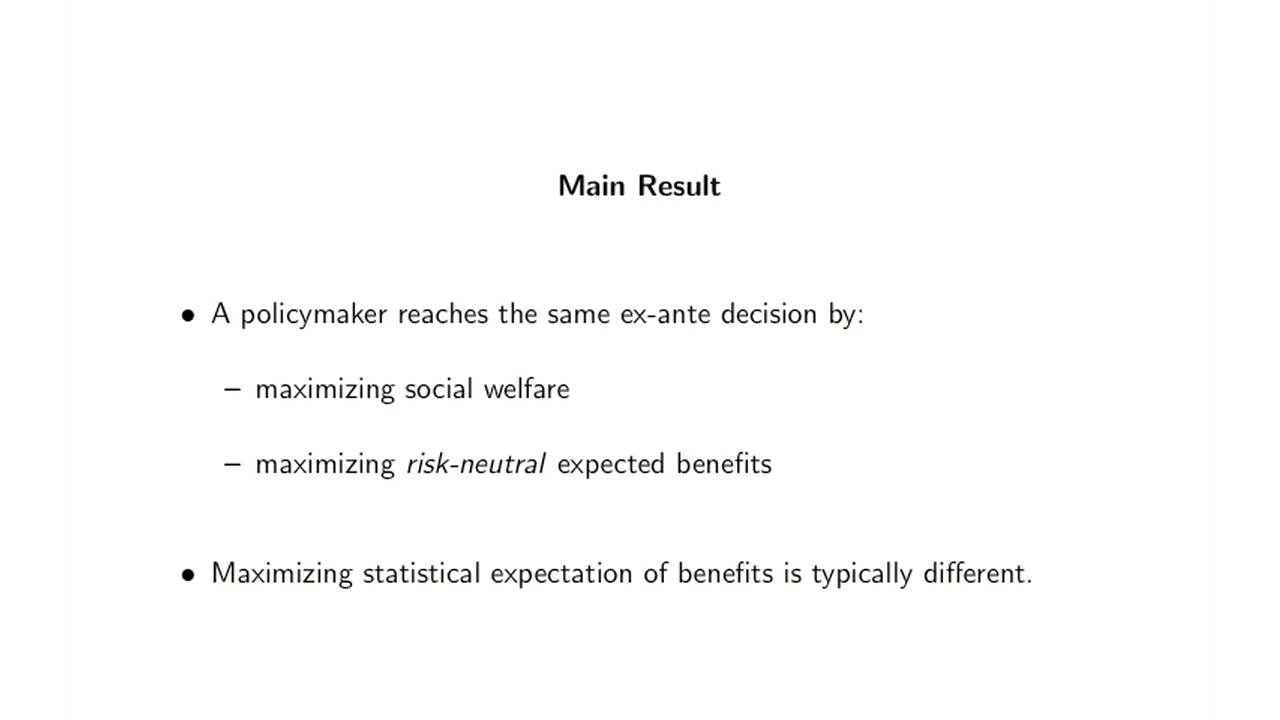 Main Result
• A policymaker reaches the same ex-ante decision by:
– maximizing social welfare
– maximizing risk-neutral expected benefits
• Maximizing statistical expectation of benefits is typically different.